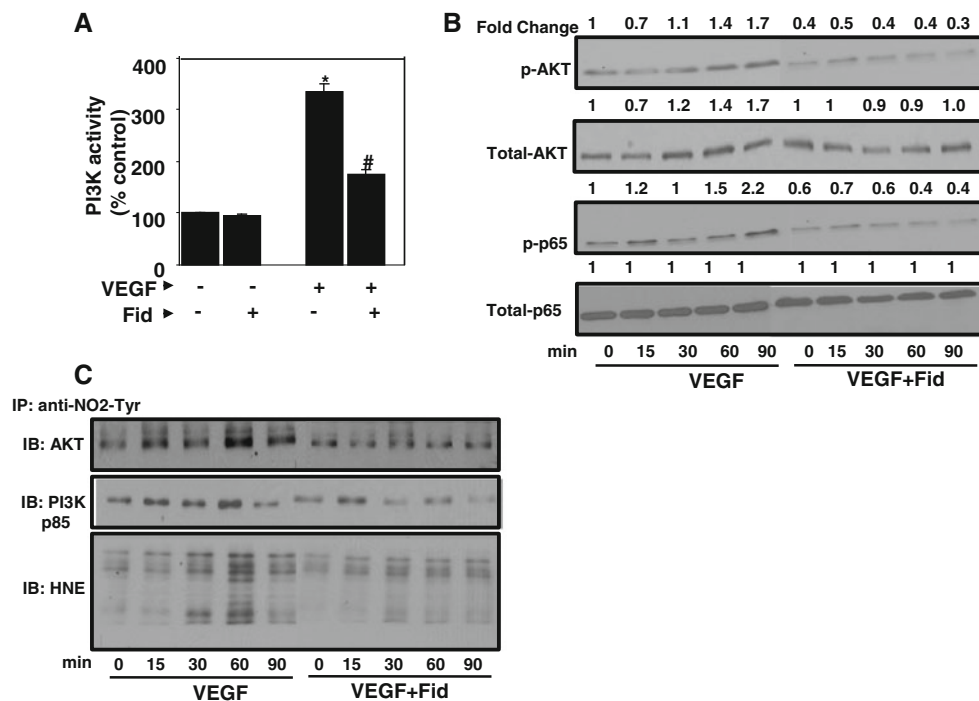 A
PI3K activity
(% control)
400
300
200
100
0
*
#
VEGF ► - - + +
Fid ► - + - +
B
Fold Change 1 0.7 1.1 1.4 1.7 0.4 0.5 0.4 0.4 0.3
p-AKT
1 0.7 1.2 1.4 1.7 1 1 0.9 0.9 1.0
Total-AKT
1 1.2 1 1.5 2.2 0.6 0.7 0.6 0.4 0.4
p-p65
1 1 1 1 1 1 1 1 1 1
Total-p65
min 0 15 30 60 90 0 15 30 60 90
VEGF VEGF+Fid
C
IP: anti-NO2-Tyr
IB: AKT
IB: PI3K
p85
IB: HNE
min 0 15 30 60 90 0 15 30 60 90
VEGF VEGF+Fid